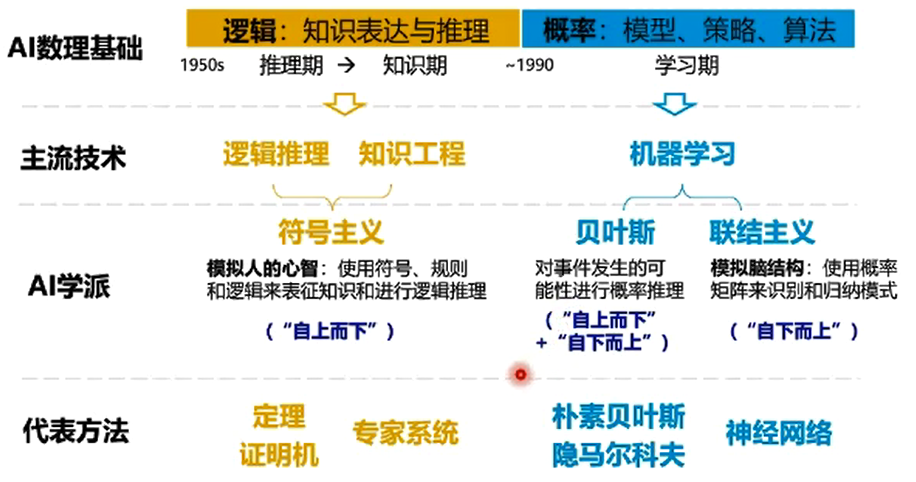 AI数理基础
逻辑：知识表达与推理
概率：模型、策略、算法
1950s 推理期 → 知识期 ~1990 学习期
主流技术
逻辑推理 知识工程 机器学习
AI学派
符号主义
模拟人的心智：使用符号、规则
和逻辑来表征知识和进行逻辑推理
（“自上而下”）
贝叶斯
对事件发生的可
能性进行概率推理
（“自上而下”
+“自下而上”）
联结主义
模拟脑结构：使用概率
矩阵来识别和归纳模式
（“自下而上”）
代表方法
定理
证明机
专家系统
朴素贝叶斯
隐马尔科夫
神经网络